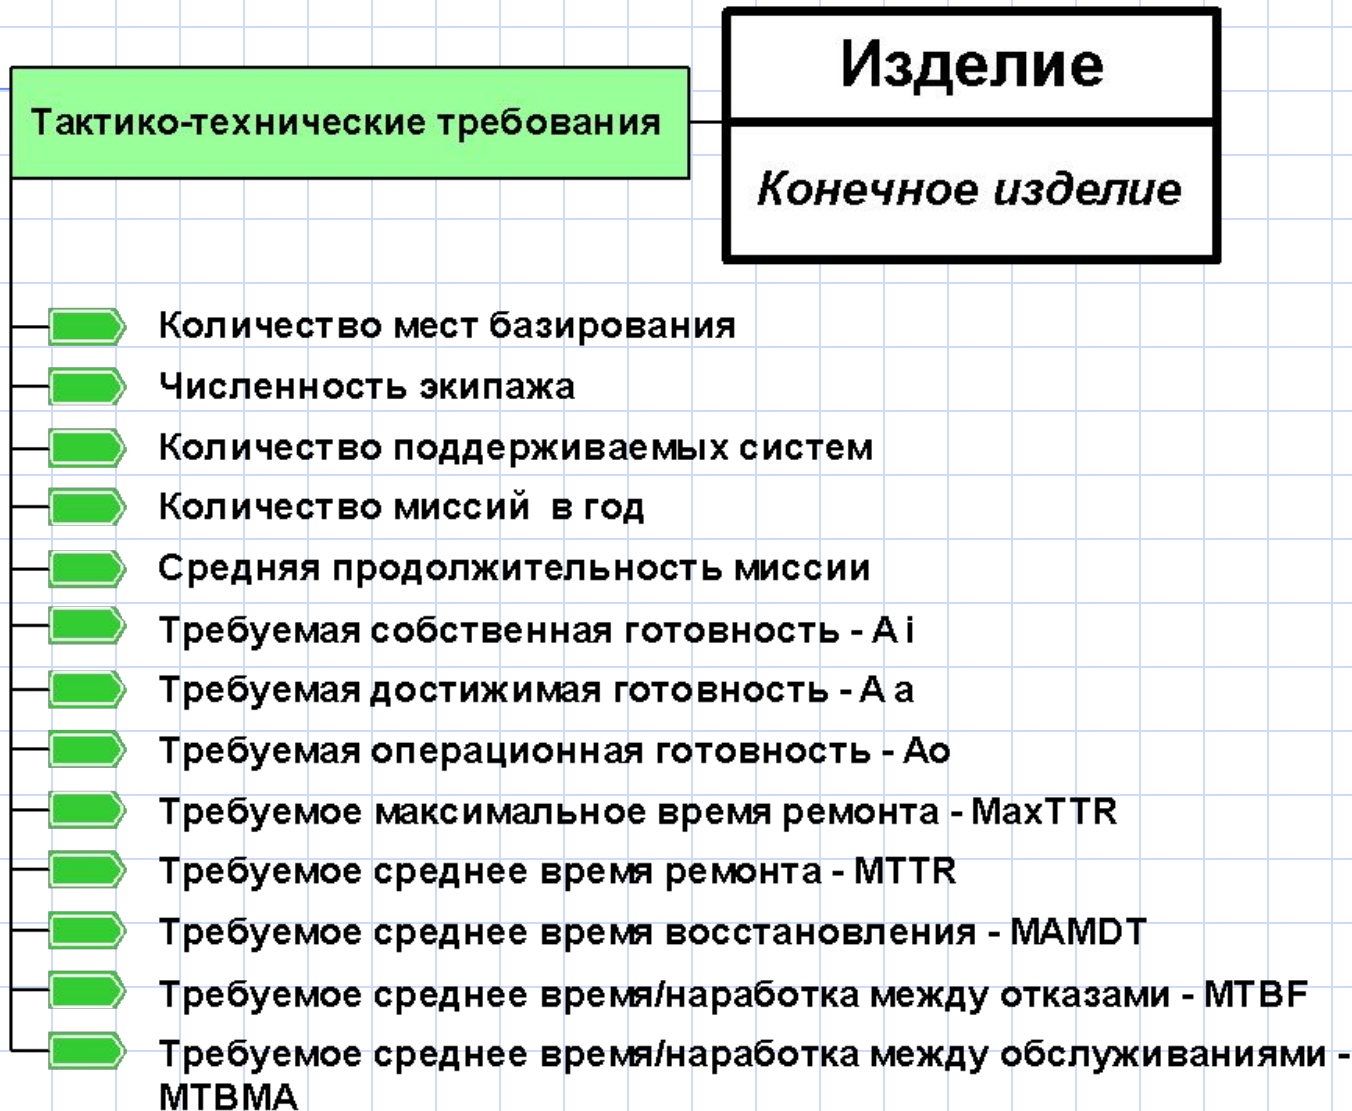 Изделие
Тактико-технические требования
Конечное изделие
Количество мест базирования
Численность экипажа
Количество поддерживаемых систем
Количество миссий в год
Средняя продолжительность миссии
Требуемая собственная готовность - A i
Требуемая достижимая готовность - A a
Требуемая операционная готовность - Ao
Требуемое максимальное время ремонта - MaxTTR
Требуемое среднее время ремонта - MTTR
Требуемое среднее время восстановления - MAMDT
Требуемое среднее время/наработка между отказами - MTBF
Требуемое среднее время/наработка между обслуживаниями -
MTBMA